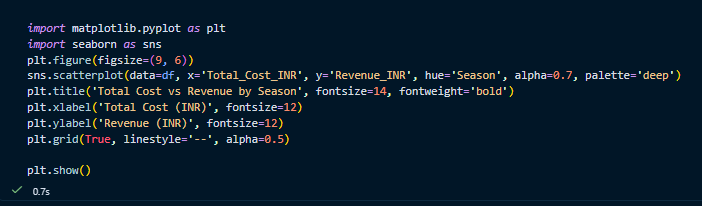 import matplotlib.pyplot as plt
import seaborn as sns
plt.figure(figsize=(9, 6))
sns.scatterplot(data=df, x='Total_Cost_INR', y='Revenue_INR', hue='Season', alpha=0.7, palette='deep')
plt.title('Total Cost vs Revenue by Season', fontsize=14, fontweight='bold')
plt.xlabel('Total Cost (INR)', fontsize=12)
plt.ylabel('Revenue (INR)', fontsize=12)
plt.grid(True, linestyle='--', alpha=0.5)

plt.show()
0.7s